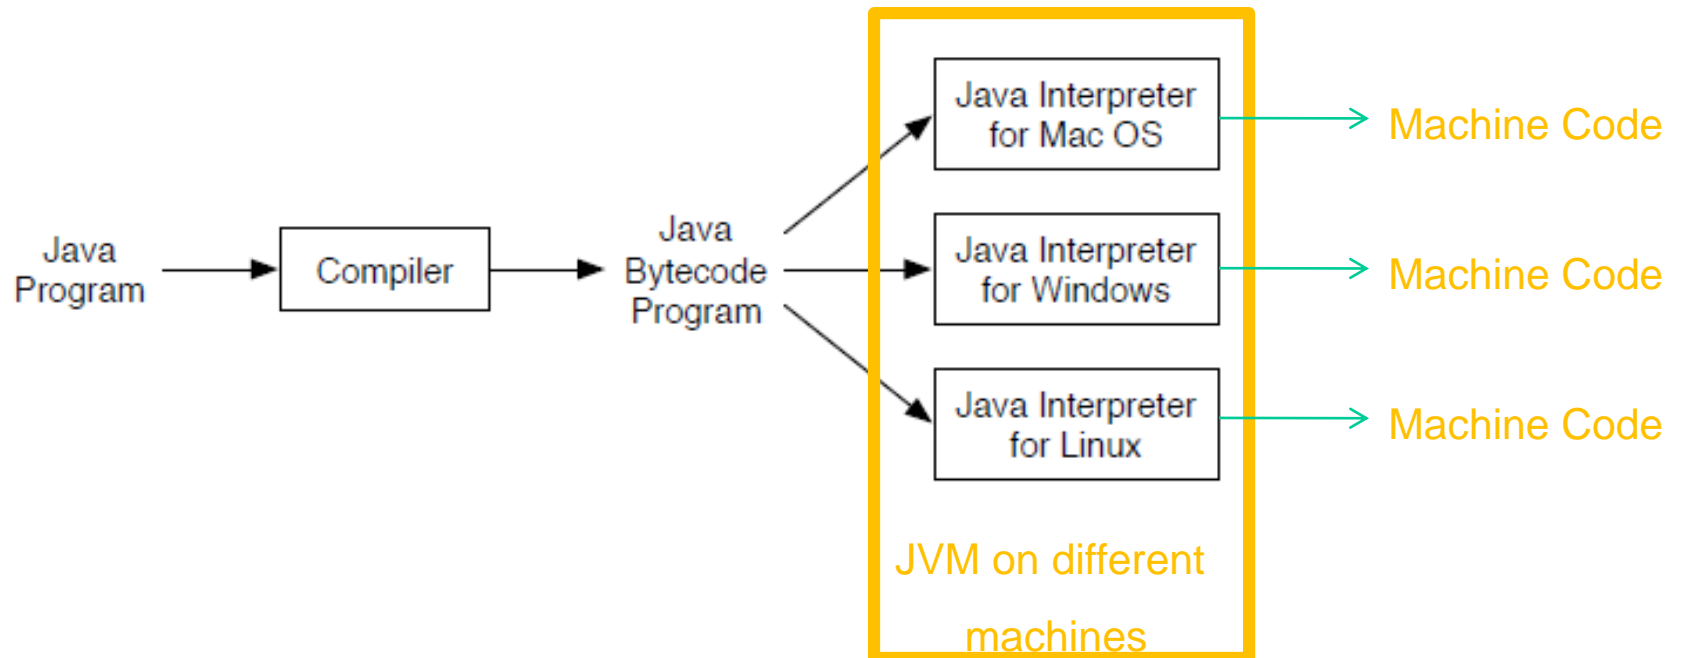 Java
Program
Compiler
Java
Bytecode
Program
Java Interpreter
for Mac OS
Java Interpreter
for Windows
Java Interpreter
for Linux
JVM on different
machines
Machine Code
Machine Code
Machine Code